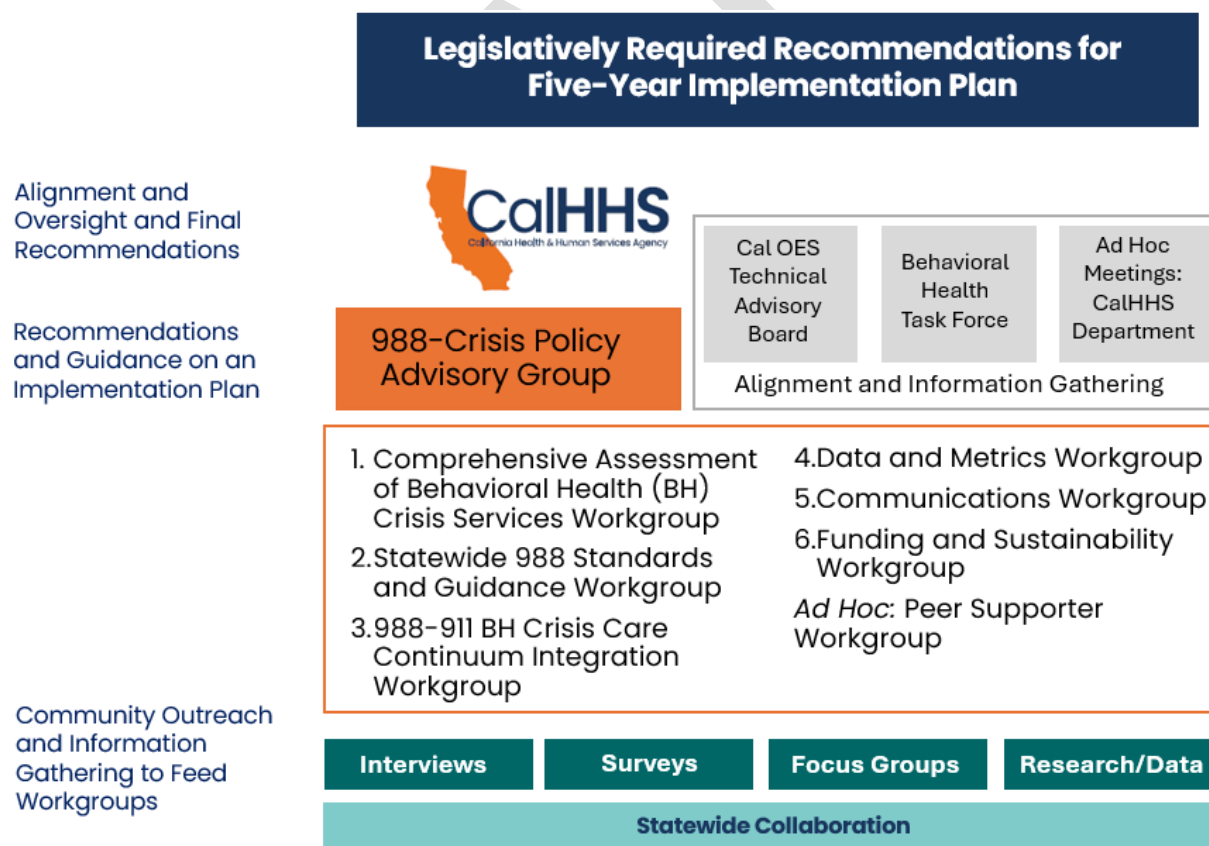 Legislatively Required Recommendations for
Five-Year Implementation Plan
Alignment and
Oversight and Final
Recommendations
CalHHS
California Health & Human Services Agency
Cal OES
Technical
Advisory
Board
Behavioral
Health
Task Force
Ad Hoc
Meetings:
CalHHS
Department
Alignment and Information Gathering
Recommendations
and Guidance on an
Implementation Plan
988-Crisis Policy
Advisory Group
1. Comprehensive Assessment
of Behavioral Health (BH)
Crisis Services Workgroup
2.Statewide 988 Standards
and Guidance Workgroup
3.988-911 BH Crisis Care
Continuum Integration
Workgroup
4.Data and Metrics Workgroup
5.Communications Workgroup
6.Funding and Sustainability
Workgroup
Ad Hoc: Peer Supporter
Workgroup
Community Outreach
and Information
Gathering to Feed
Workgroups
Interviews
Surveys
Focus Groups
Research/Data
Statewide Collaboration